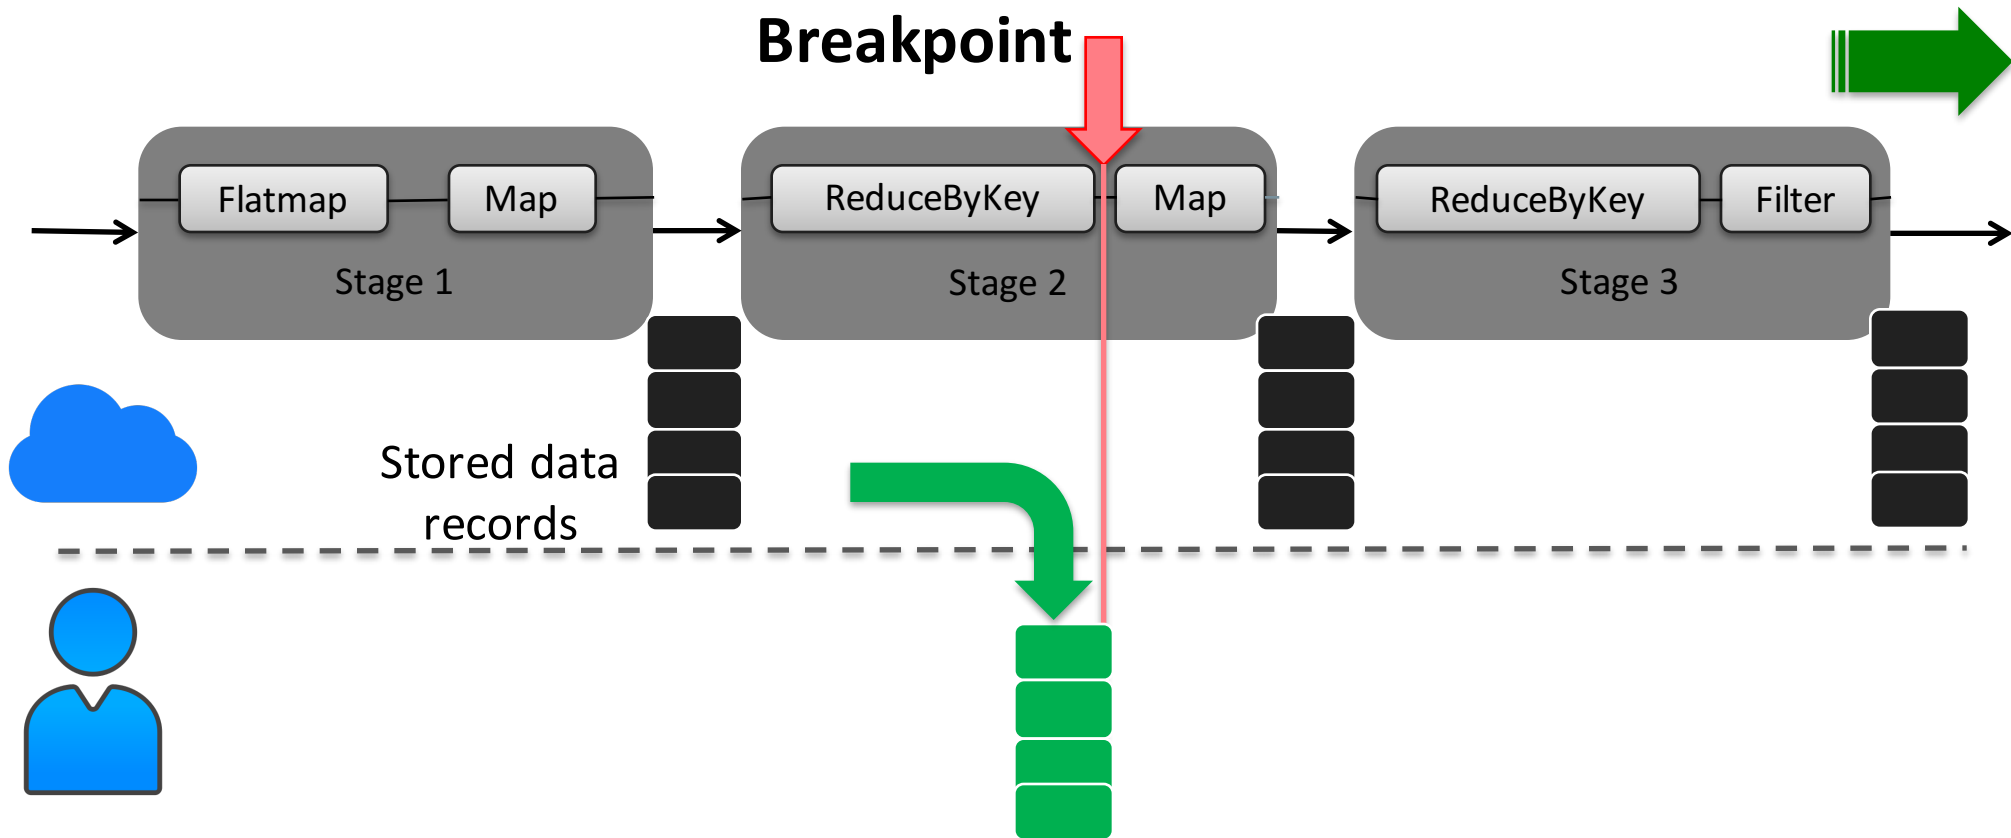 Breakpoint
Flatmap
Map
ReduceByKey
Map
ReduceByKey
Filter
Stage 1
Stage 2
Stage 3
Stored data
records